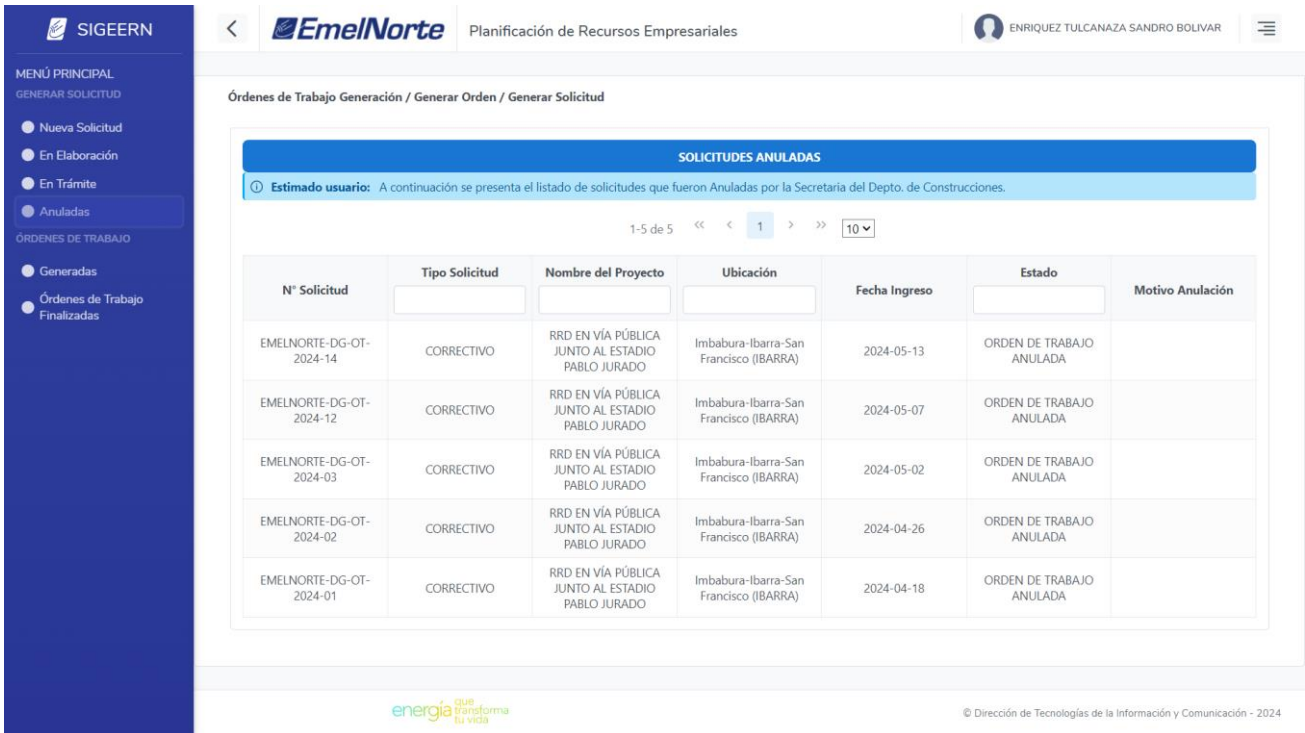 SIGEERN
EmelNorte
Planificación de Recursos Empresariales
ENRIQUEZ TULCANAZA SANDRO BOLIVAR
MENÚ PRINCIPAL
GENERAR SOLICITUD
Nueva Solicitud
En Elaboración
En Trámite
Anuladas
ÓRDENES DE TRABAJO
Generadas
Órdenes de Trabajo
Finalizadas
Órdenes de Trabajo Generación / Generar Orden / Generar Solicitud
SOLICITUDES ANULADAS
Estimado usuario: A continuación se presenta el listado de solicitudes que fueron Anuladas por la Secretaria del Depto. de Construcciones.
1-5 de 5 << < 1 > >> 10
N° Solicitud
Tipo Solicitud
Nombre del Proyecto
Ubicación
Fecha Ingreso
Estado
Motivo Anulación
EMELNORTE-DG-OT-
2024-14
CORRECTIVO
RRD EN VÍA PÚBLICA
JUNTO AL ESTADIO
PABLO JURADO
Imbabura-Ibarra-San
Francisco (IBARRA)
2024-05-13
ORDEN DE TRABAJO
ANULADA
EMELNORTE-DG-OT-
2024-12
CORRECTIVO
RRD EN VÍA PÚBLICA
JUNTO AL ESTADIO
PABLO JURADO
Imbabura-Ibarra-San
Francisco (IBARRA)
2024-05-07
ORDEN DE TRABAJO
ANULADA
EMELNORTE-DG-OT-
2024-03
CORRECTIVO
RRD EN VÍA PÚBLICA
JUNTO AL ESTADIO
PABLO JURADO
Imbabura-Ibarra-San
Francisco (IBARRA)
2024-05-02
ORDEN DE TRABAJO
ANULADA
EMELNORTE-DG-OT-
2024-02
CORRECTIVO
RRD EN VÍA PÚBLICA
JUNTO AL ESTADIO
PABLO JURADO
Imbabura-Ibarra-San
Francisco (IBARRA)
2024-04-26
ORDEN DE TRABAJO
ANULADA
EMELNORTE-DG-OT-
2024-01
CORRECTIVO
RRD EN VÍA PÚBLICA
JUNTO AL ESTADIO
PABLO JURADO
Imbabura-Ibarra-San
Francisco (IBARRA)
2024-04-18
ORDEN DE TRABAJO
ANULADA
energía que
transforma
tu vida
© Dirección de Tecnologías de la Información y Comunicación - 2024